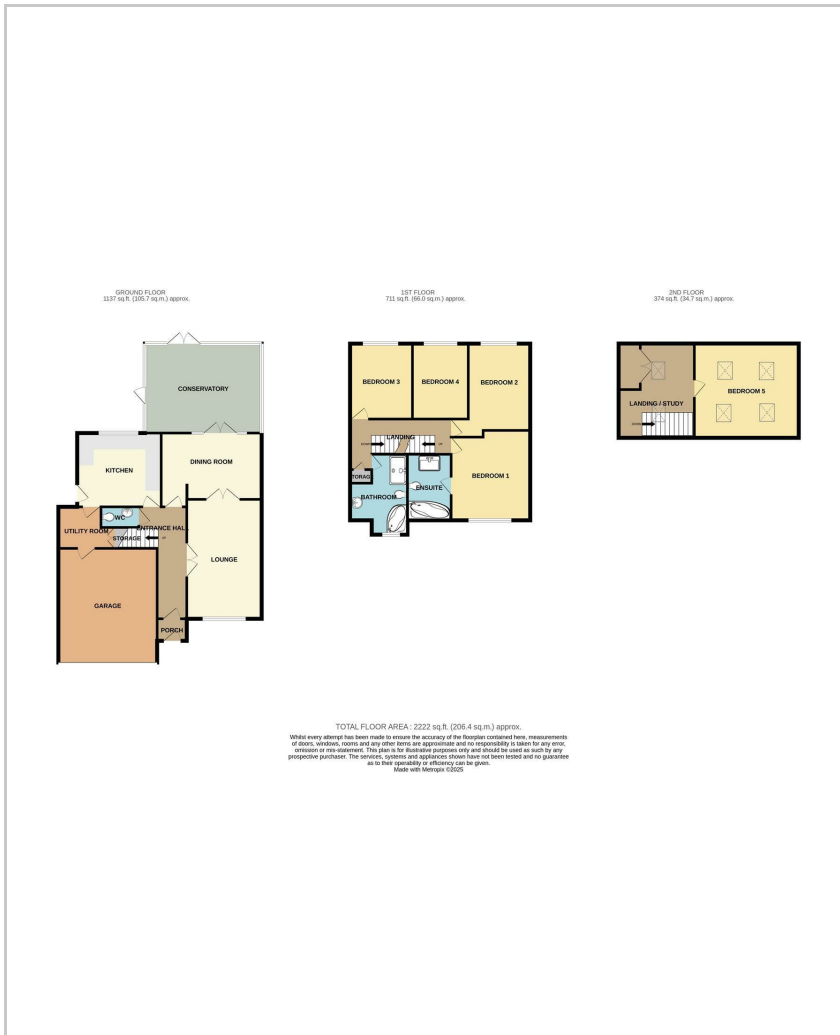 GROUND FLOOR
1137 sq.ft. (105.7 sq.m.) approx.
CONSERVATORY
DINING ROOM
KITCHEN
WC
ENTRANCE HALL
UTILITY ROOM
STORAGE
UP
LOUNGE
GARAGE
PORCH
1ST FLOOR
711 sq.ft. (66.0 sq.m.) approx.
BEDROOM 3
BEDROOM 4
BEDROOM 2
LANDING
DOWN
UP
STORAGE
ENSUITE
BEDROOM 1
BATHROOM
2ND FLOOR
374 sq.ft. (34.7 sq.m.) approx.
BEDROOM 5
LANDING / STUDY
DOWN
TOTAL FLOOR AREA : 2222 sq.ft. (206.4 sq.m.) approx.
Whilst every attempt has been made to ensure the accuracy of the floorplan contained here, measurements
of doors, windows, rooms and any other items are approximate and no responsibility is taken for any error,
omission or mis-statement. This plan is for illustrative purposes only and should be used as such by any
prospective purchaser. The services, systems and appliances shown have not been tested and no guarantee
as to their operability or efficiency can be given.
Made with Metropix ©2025